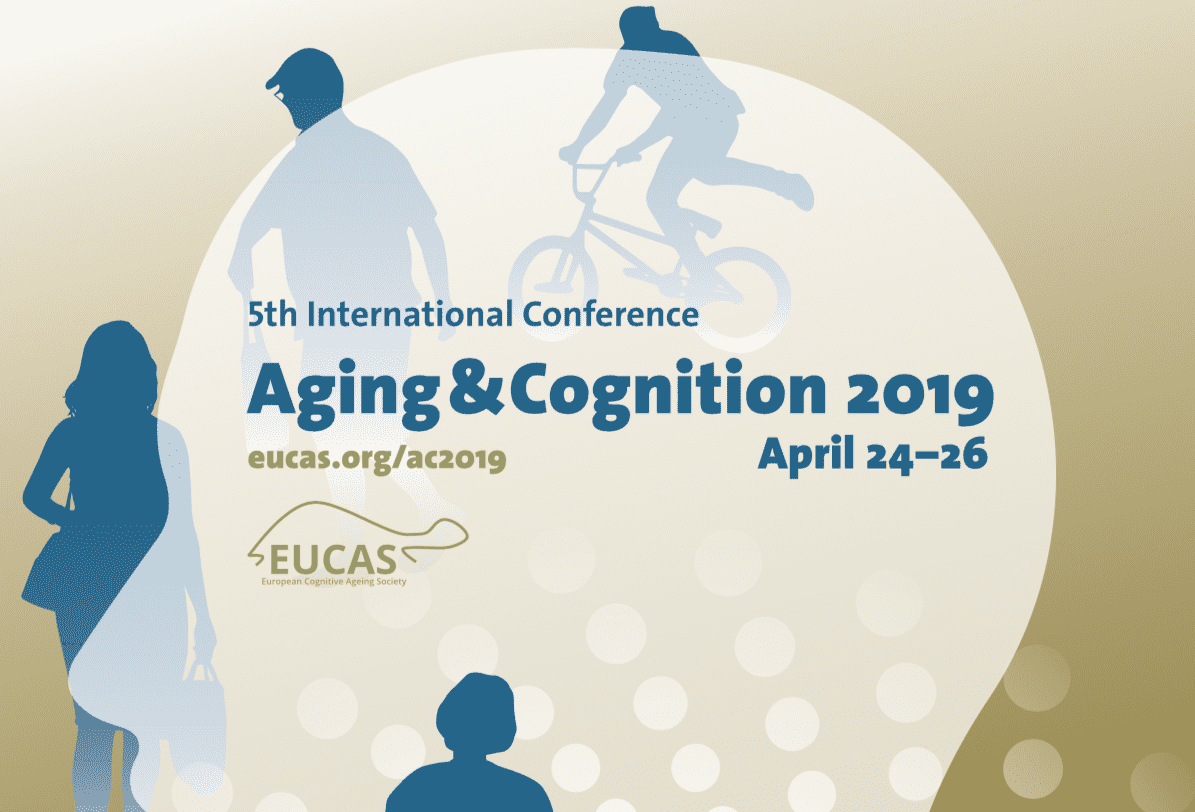 5th International Conference
Aging&Cognition 2019
eucas.org/ac2019
April 24–26
EUCAS
European Cognitive Ageing Society